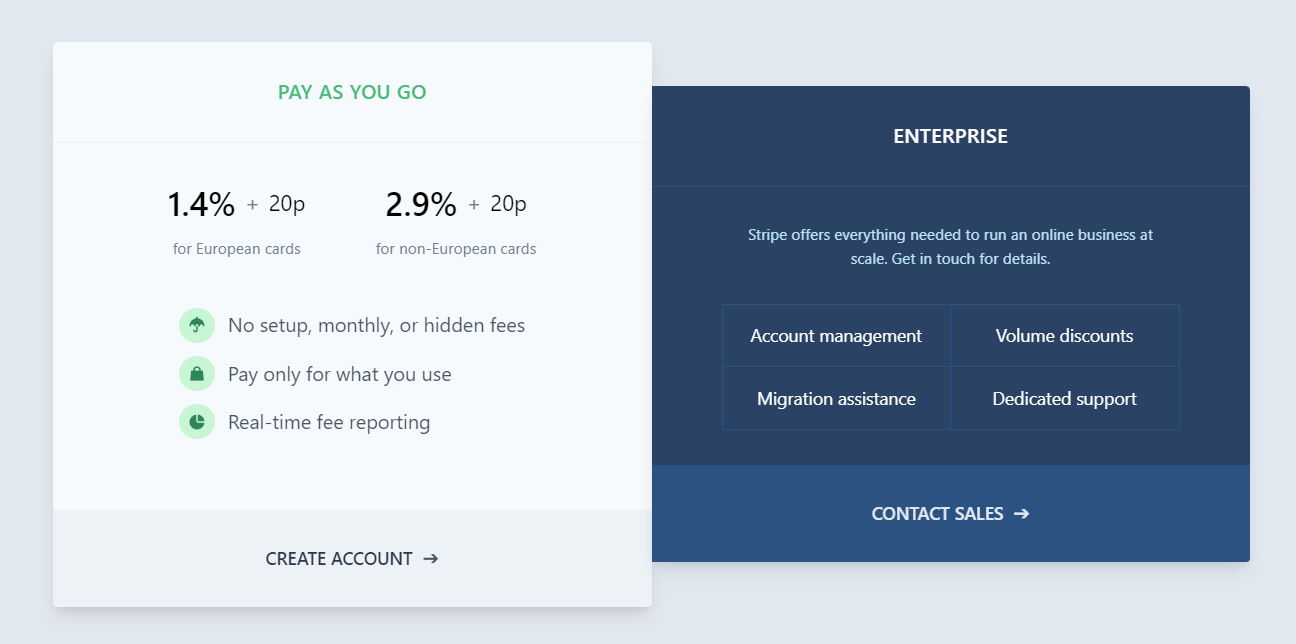 PAY AS YOU GO
1.4% + 20p
for European cards
2.9% + 20p
for non-European cards
No setup, monthly, or hidden fees
Pay only for what you use
Real-time fee reporting
CREATE ACCOUNT ➔
ENTERPRISE
Stripe offers everything needed to run an online business at
scale. Get in touch for details.
Account management
Volume discounts
Migration assistance
Dedicated support
CONTACT SALES ➔